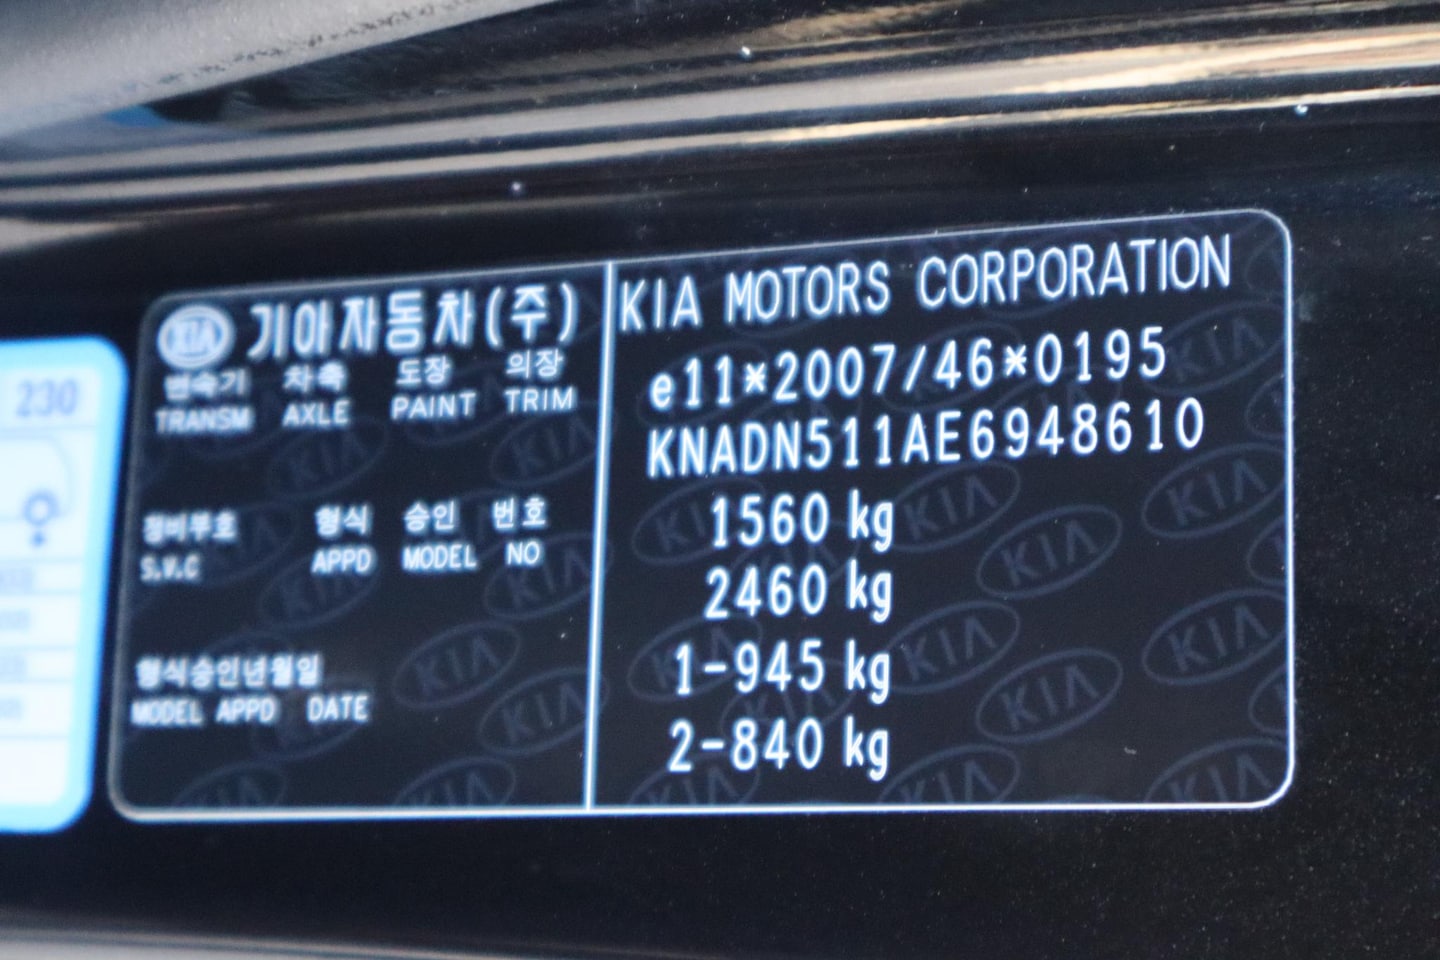 230
KIA 기아자동차(주)
변속기 차축 도장 의장
TRANSM AXLE PAINT TRIM
정비부호 형식 승인 번호
S.V.C APPD MODEL NO
형식승인년월일
MODEL APPD DATE
KIA MOTORS CORPORATION
e11*2007/46*0195
KNADN511AE6948610
1560 kg
2460 kg
1-945 kg
2-840 kg